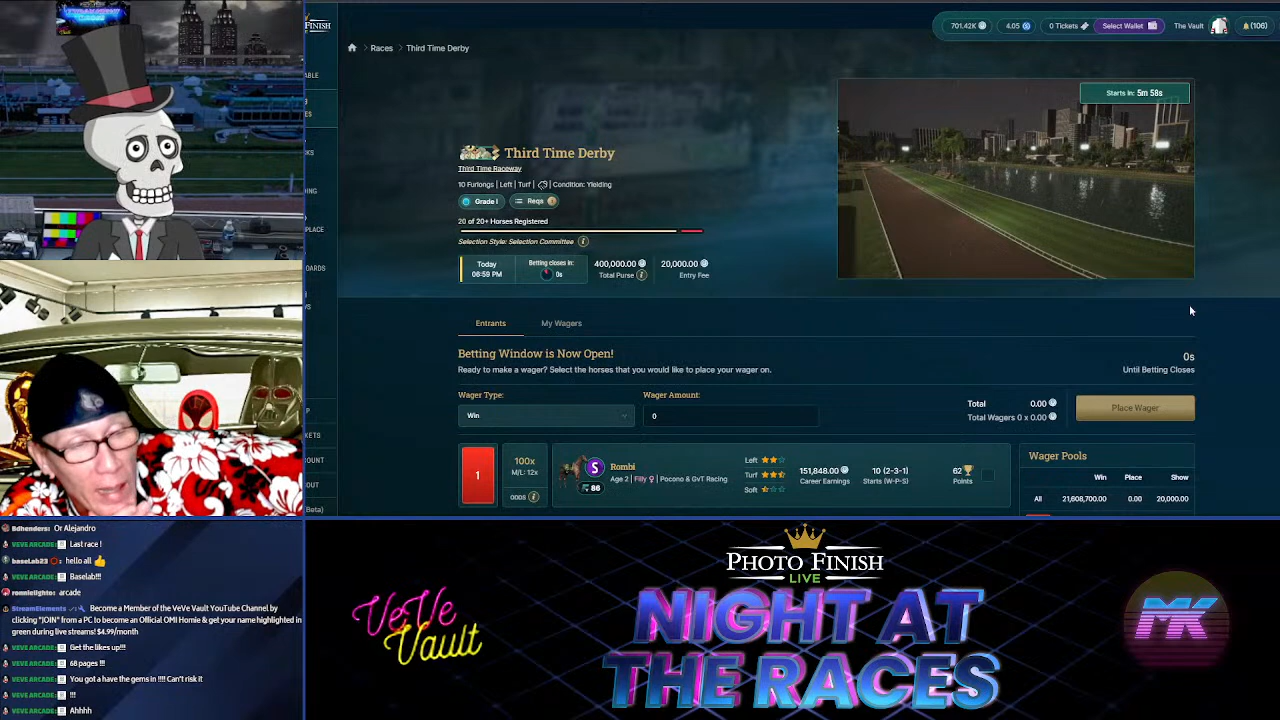 FINISH
701.42K
4.05
0 Tickets
Select Wallet
The Vault
(106)
Races > Third Time Derby
Starts In: 5m 58s
Third Time Derby
Third Time Raceway
10 Furlongs | Left | Turf | Condition: Yielding
Grade I
Reqs
20 of 20+ Horses Registered
Selection Style: Selection Committee
Today
06:59 PM
Betting closes in:
0s
400,000.00
Total Purse
20,000.00
Entry Fee
Entrants
My Wagers
Betting Window is Now Open!
Ready to make a wager? Select the horses that you would like to place your wager on.
0s
Until Betting Closes
Wager Type:
Win
Wager Amount:
0
Total 0.00
Total Wagers 0 x 0.00
Place Wager
1
100x
M/L: 12x
ODDS
S
86
Rombi
Age 2 | Filly ♀ | Pocono & GvT Racing
Left
Turf
Soft
151,848.00
Career Earnings
10 (2-3-1)
Starts (W-P-S)
62
Points
Wager Pools
Win Place Show
All 21,608,700.00 0.00 20,000.00
Bdhenders: Or Alejandro
VEVE ARCADE: Last race !
baseLab23 : hello all 👍
VEVE ARCADE: Baselab!!!
ronnielighto: arcade
StreamElements Become a Member of the VeVe Vault YouTube Channel by
clicking "JOIN" from a PC to become an Official OMI Homie & get your name highlighted in
green during live streams! $4.99/month
VEVE ARCADE: Get the likes up!!!
VEVE ARCADE: 68 pages !!!
VEVE ARCADE: You got a have the gems in !!!! Can't risk it
VEVE ARCADE: !!!
VEVE ARCADE: Ahhhh
VeVe
Vault
PHOTO FINISH
LIVE
NIGHT AT
THE RACES
MK